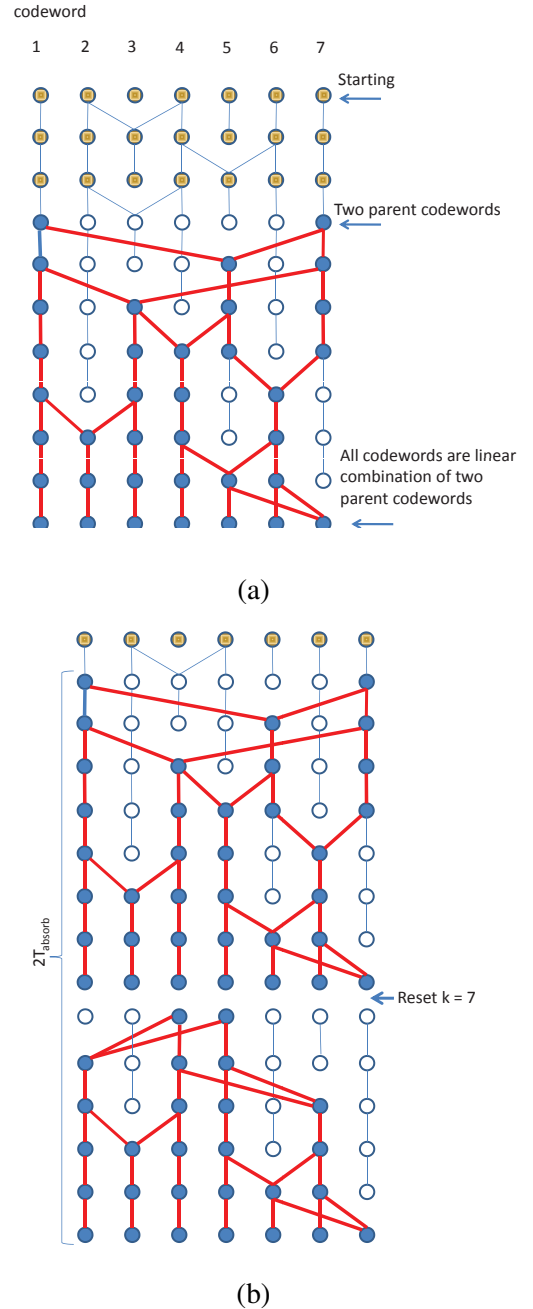 codeword
1 2 3 4 5 6 7
Starting
Two parent codewords
All codewords are linear
combination of two
parent codewords
(a)
2Tabsorb
Reset k = 7
(b)